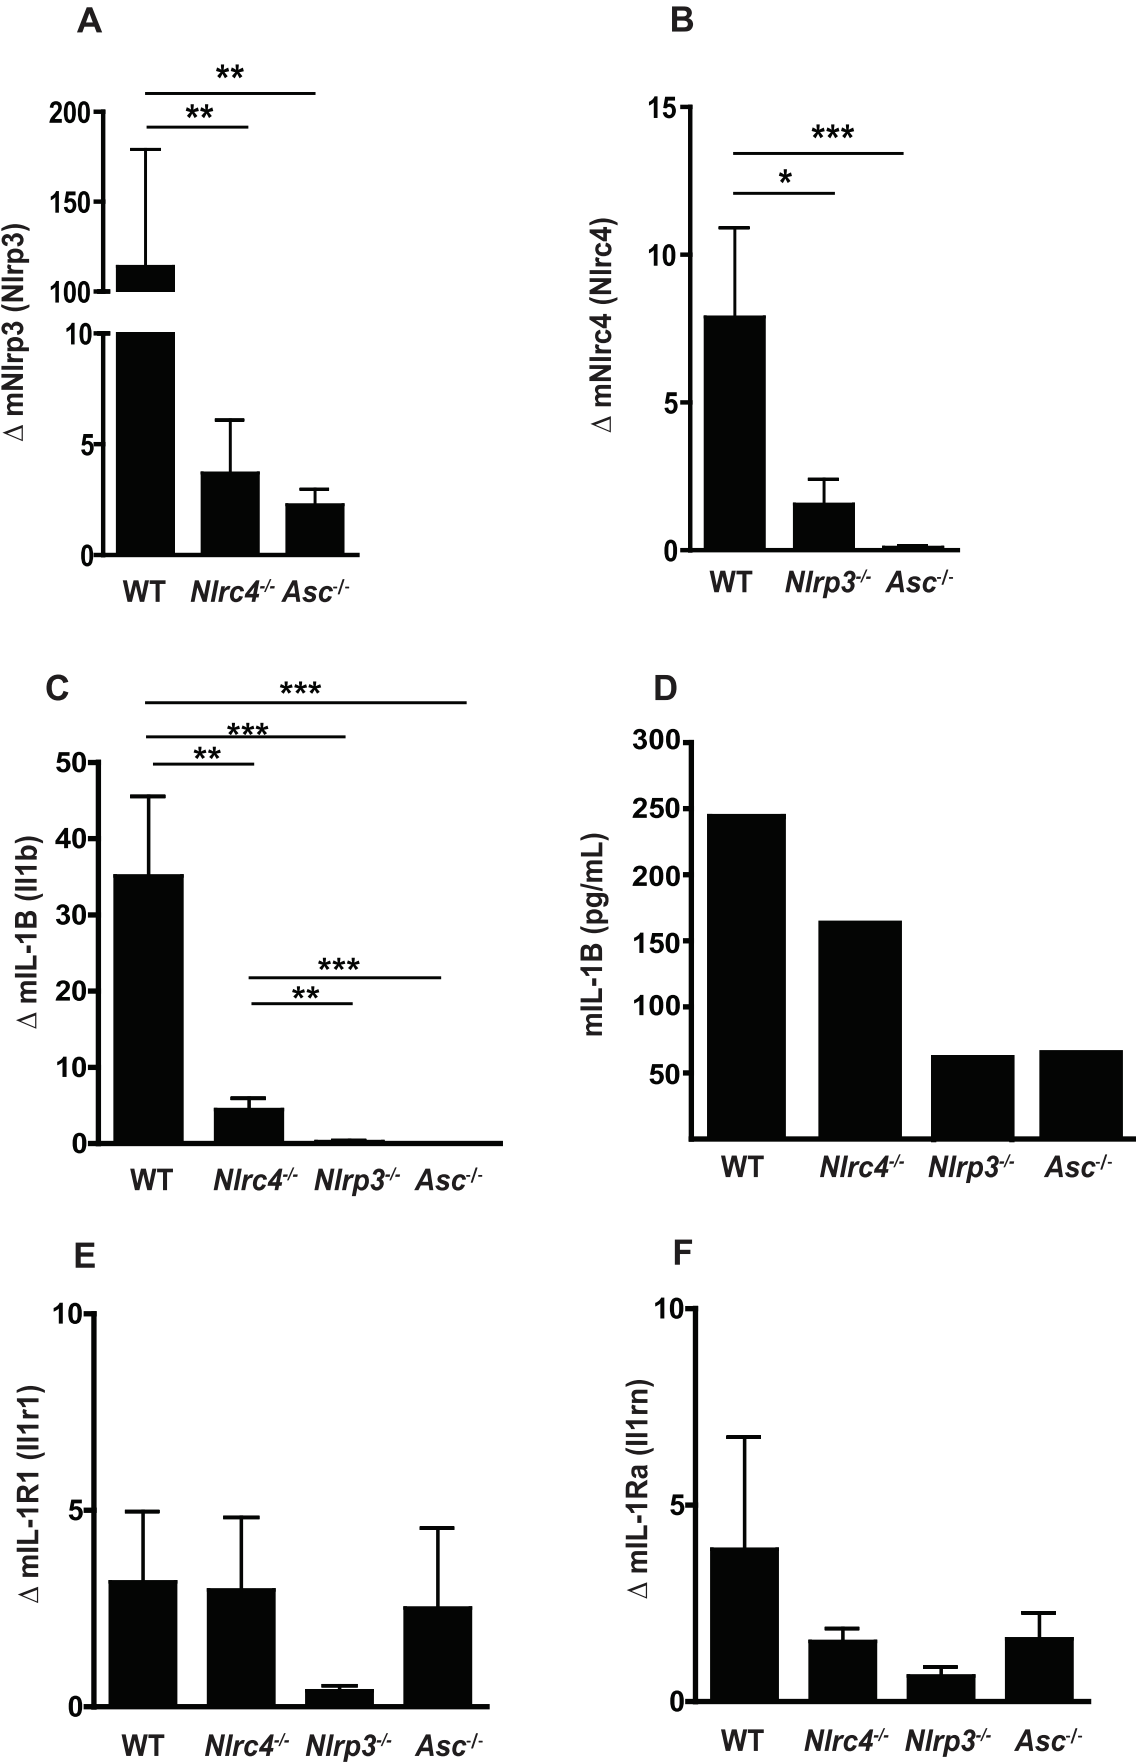 A
**
**
200
150
100
10
5
0
Δ mNlrp3 (Nlrp3)
WT Nlrc4-/- Asc-/-
B
***
*
15
10
5
0
Δ mNlrc4 (Nlrc4)
WT Nlrp3-/- Asc-/-
C
***
***
**
***
**
50
40
30
20
10
0
Δ mIL-1B (Il1b)
WT Nlrc4-/- Nlrp3-/- Asc-/-
D
300
250
200
150
100
50
mIL-1B (pg/mL)
WT Nlrc4-/- Nlrp3-/- Asc-/-
E
10
5
0
Δ mIL-1R1 (Il1r1)
WT Nlrc4-/- Nlrp3-/- Asc-/-
F
10
5
0
Δ mIL-1Ra (Il1rn)
WT Nlrc4-/- Nlrp3-/- Asc-/-